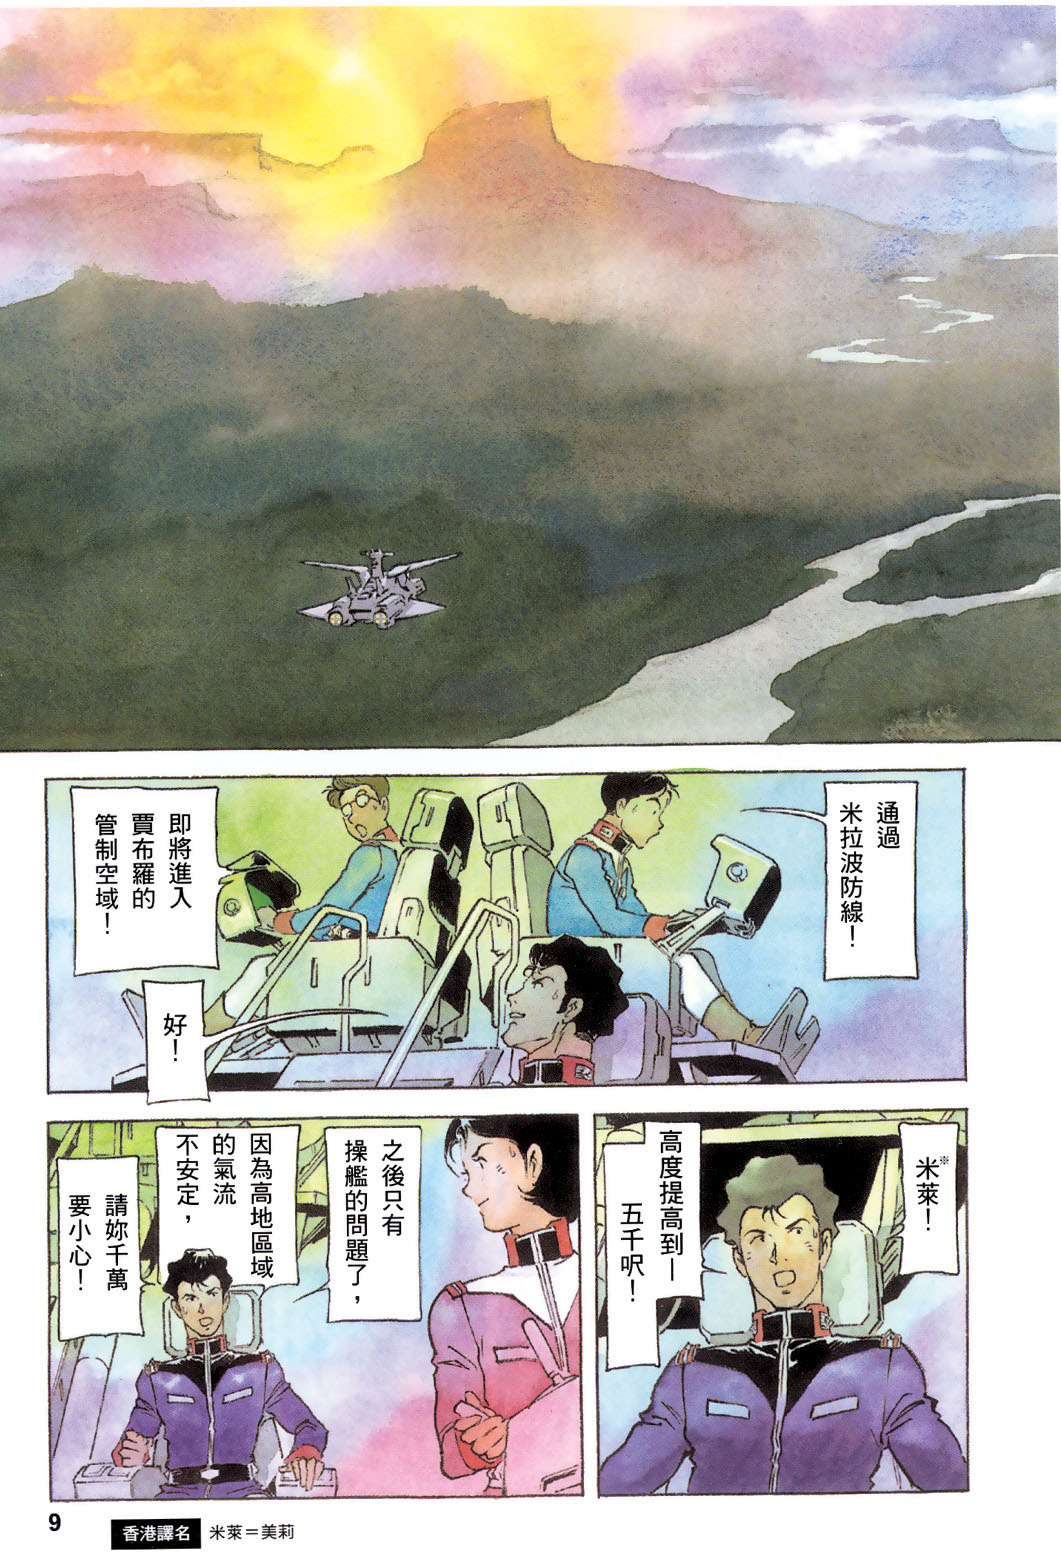 通過
米拉波防線！
即將進入
賈布羅的
管制空域！
好！
※
米萊！
高度提高到—
五千呎！
之後只有
操艦的問題了，
因為高地區域
的氣流
不安定，
請妳千萬
要小心！
9
香港譯名 米萊＝美莉